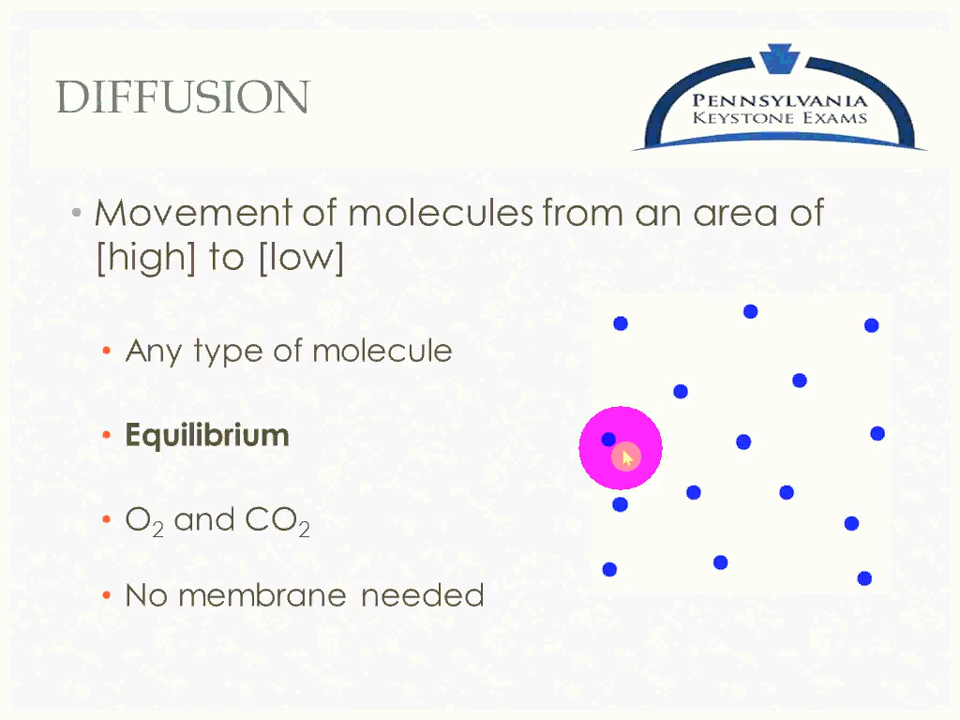 DIFFUSION
PENNSYLVANIA
KEYSTONE EXAMS
• Movement of molecules from an area of
[high] to [low]
• Any type of molecule
• Equilibrium
• O₂ and CO₂
• No membrane needed